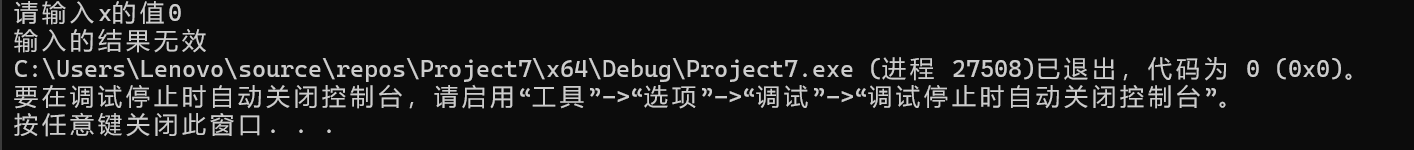 请输入x的值0
输入的结果无效
C:\Users\Lenovo\source\repos\Project7\x64\Debug\Project7.exe (进程 27508)已退出，代码为 0 (0x0)。
要在调试停止时自动关闭控制台，请启用“工具”->“选项”->“调试”->“调试停止时自动关闭控制台”。
按任意键关闭此窗口. . .